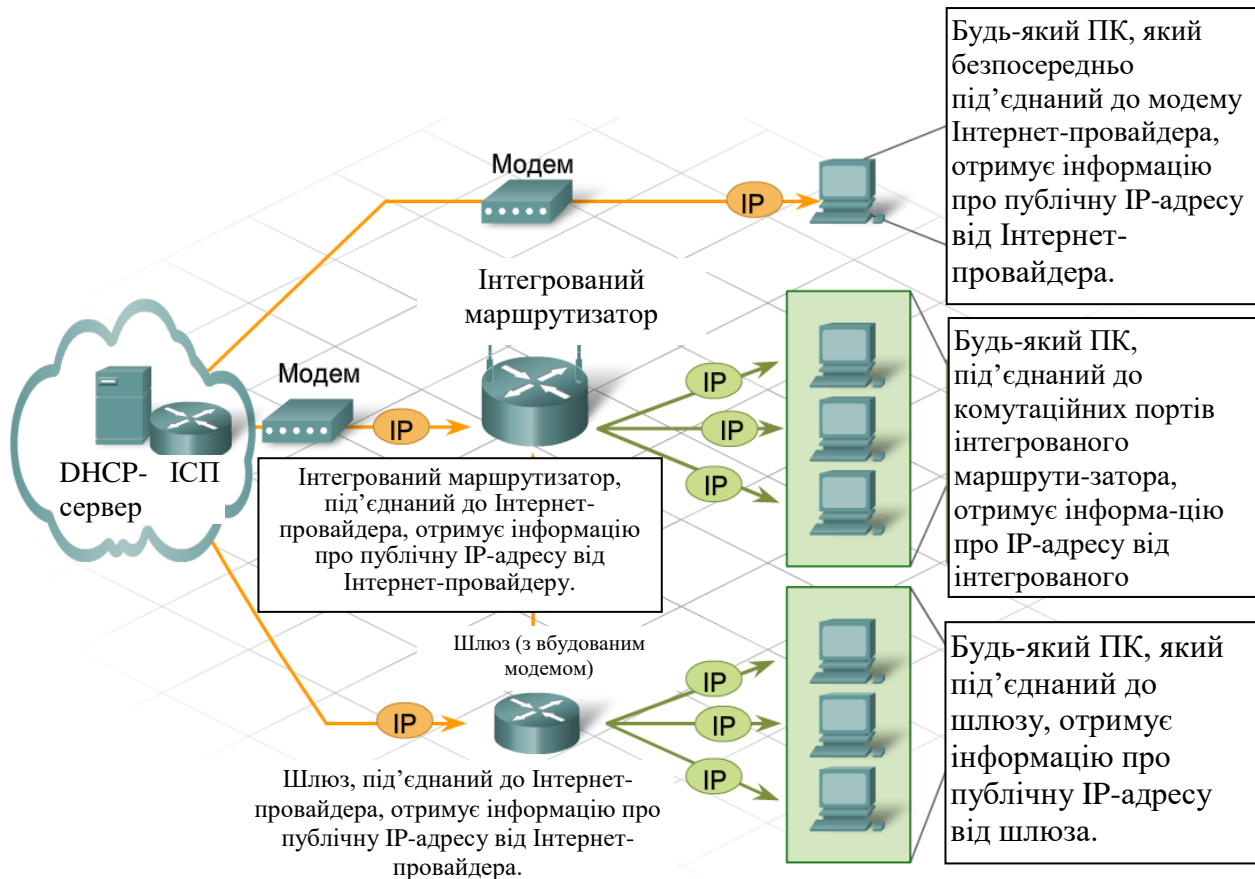 Модем
IP
Будь-який ПК, який
безпосередньо
під’єднаний до модему
Інтернет-провайдера,
отримує інформацію
про публічну IP-адресу
від Інтернет-
провайдера.
Інтегрований
маршрутизатор
Модем
IP
IP
IP
IP
DHCP-
сервер
ІСП
Інтегрований маршрутизатор,
під’єднаний до Інтернет-
провайдера, отримує інформацію
про публічну IP-адресу від
Інтернет-провайдеру.
Будь-який ПК,
під’єднаний до
комутаційних портів
інтегрованого
маршрути-затора,
отримує інформа-цію
про IP-адресу від
інтегрованого
Шлюз (з вбудованим
модемом)
IP
IP
IP
IP
Шлюз, під’єднаний до Інтернет-
провайдера, отримує інформацію про
публічну IP-адресу від Інтернет-
провайдера.
Будь-який ПК, який
під’єднаний до
шлюзу, отримує
інформацію про
публічну IP-адресу
від шлюза.